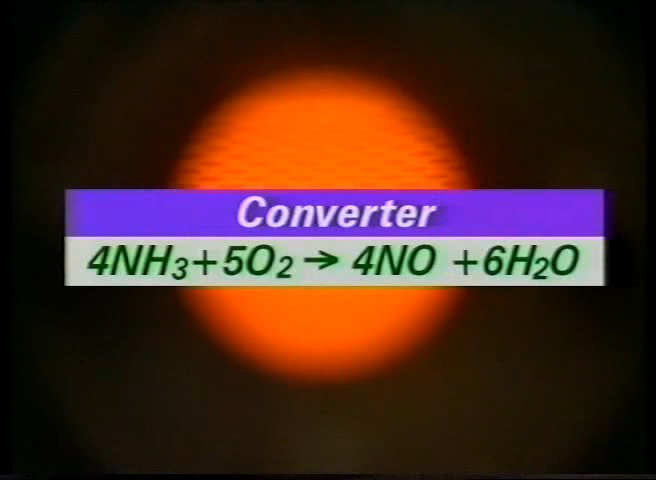 Converter
4NH₃+5O₂ → 4NO +6H₂O